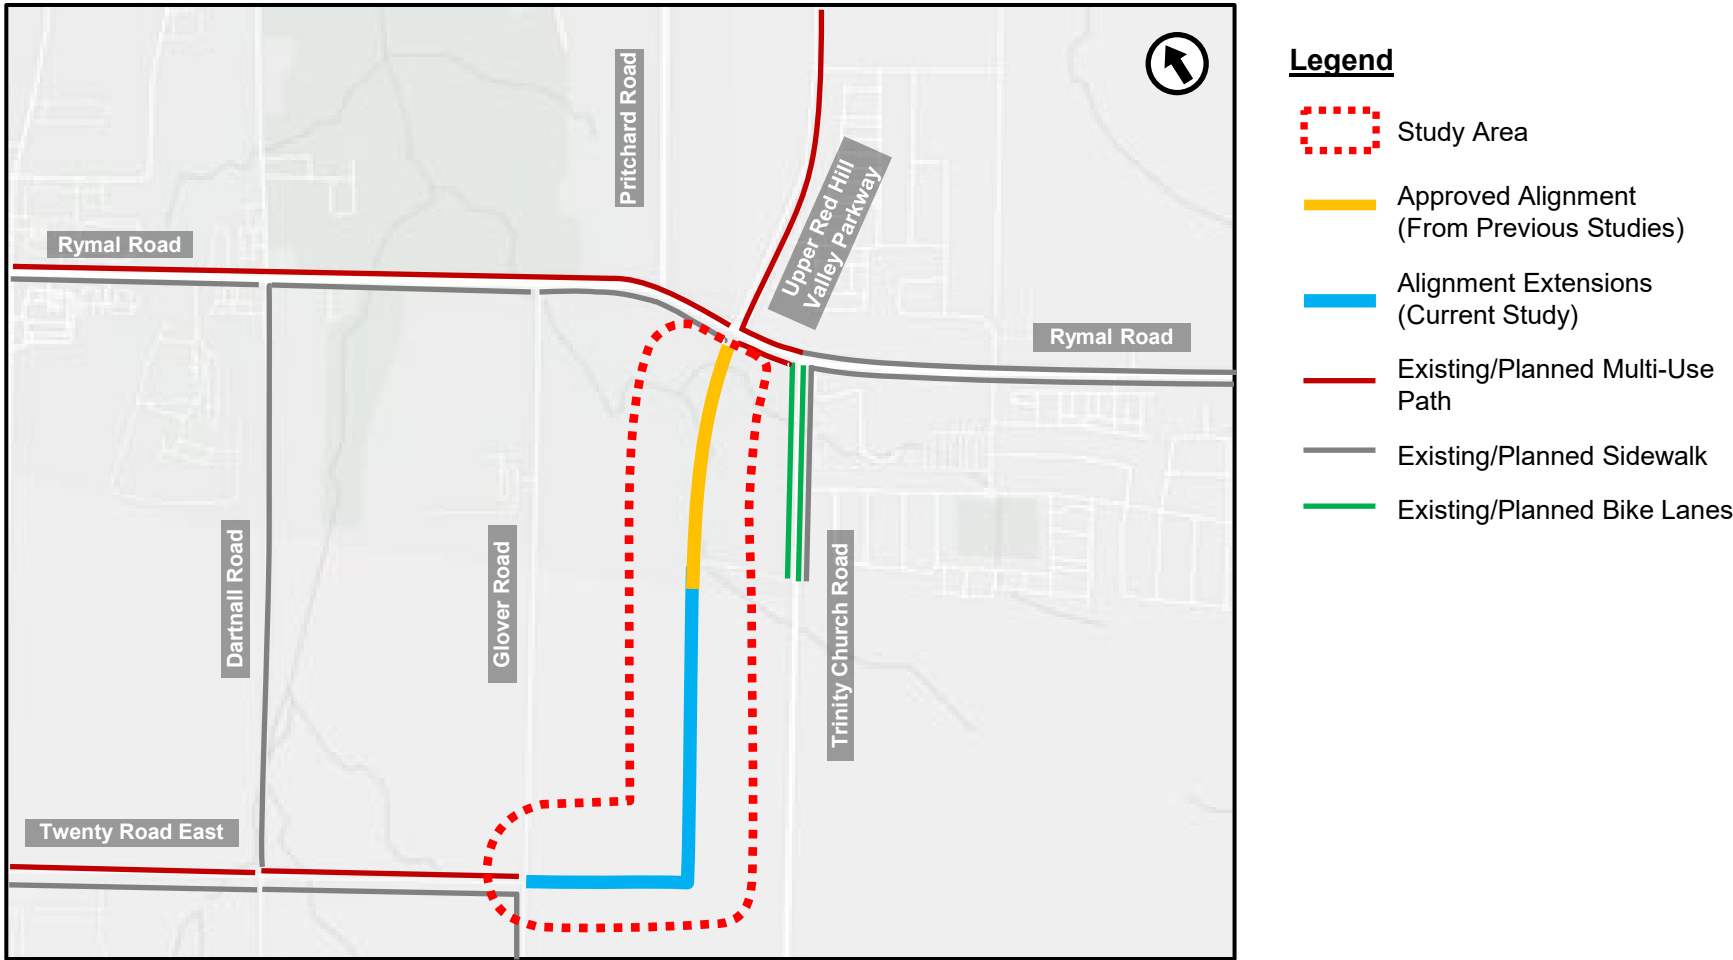 Pritchard Road
Upper Red Hill
Valley Parkway
Rymal Road
Rymal Road
Dartnall Road
Glover Road
Trinity Church Road
Twenty Road East
Legend
Study Area
Approved Alignment
(From Previous Studies)
Alignment Extensions
(Current Study)
Existing/Planned Multi-Use
Path
Existing/Planned Sidewalk
Existing/Planned Bike Lanes